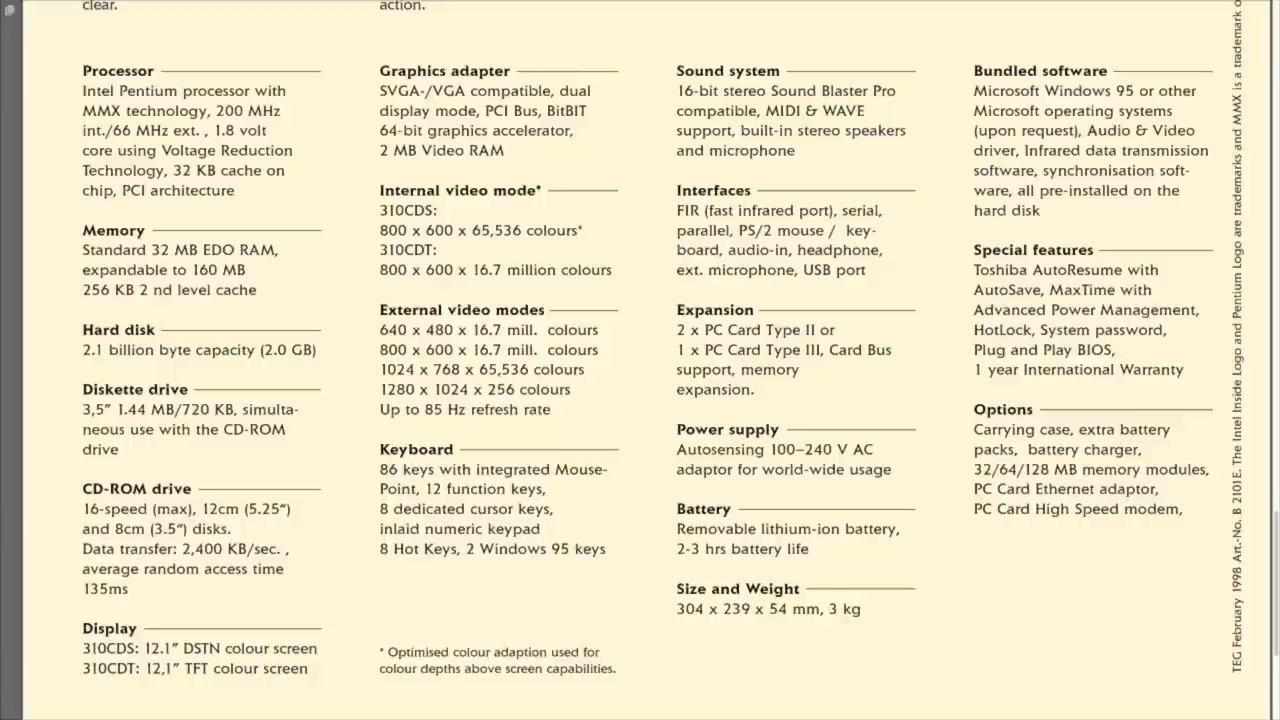 clear.
action.
Processor
Intel Pentium processor with
MMX technology, 200 MHz
int./66 MHz ext. , 1.8 volt
core using Voltage Reduction
Technology, 32 KB cache on
chip, PCI architecture
Memory
Standard 32 MB EDO RAM,
expandable to 160 MB
256 KB 2 nd level cache
Hard disk
2.1 billion byte capacity (2.0 GB)
Diskette drive
3,5" 1.44 MB/720 KB, simulta-
neous use with the CD-ROM
drive
CD-ROM drive
16-speed (max), 12cm (5.25")
and 8cm (3.5") disks.
Data transfer: 2,400 KB/sec. ,
average random access time
135ms
Display
310CDS: 12.1" DSTN colour screen
310CDT: 12,1" TFT colour screen
Graphics adapter
SVGA-/VGA compatible, dual
display mode, PCI Bus, BitBIT
64-bit graphics accelerator,
2 MB Video RAM
Internal video mode*
310CDS:
800 x 600 x 65,536 colours*
310CDT:
800 x 600 x 16.7 million colours
External video modes
640 x 480 x 16.7 mill. colours
800 x 600 x 16.7 mill. colours
1024 x 768 x 65,536 colours
1280 x 1024 x 256 colours
Up to 85 Hz refresh rate
Keyboard
86 keys with integrated Mouse-
Point, 12 function keys,
8 dedicated cursor keys,
inlaid numeric keypad
8 Hot Keys, 2 Windows 95 keys
* Optimised colour adaption used for
colour depths above screen capabilities.
Sound system
16-bit stereo Sound Blaster Pro
compatible, MIDI & WAVE
support, built-in stereo speakers
and microphone
Interfaces
FIR (fast infrared port), serial,
parallel, PS/2 mouse / key-
board, audio-in, headphone,
ext. microphone, USB port
Expansion
2 x PC Card Type II or
1 x PC Card Type III, Card Bus
support, memory
expansion.
Power supply
Autosensing 100–240 V AC
adaptor for world-wide usage
Battery
Removable lithium-ion battery,
2-3 hrs battery life
Size and Weight
304 x 239 x 54 mm, 3 kg
Bundled software
Microsoft Windows 95 or other
Microsoft operating systems
(upon request), Audio & Video
driver, Infrared data transmission
software, synchronisation soft-
ware, all pre-installed on the
hard disk
Special features
Toshiba AutoResume with
AutoSave, MaxTime with
Advanced Power Management,
HotLock, System password,
Plug and Play BIOS,
1 year International Warranty
Options
Carrying case, extra battery
packs, battery charger,
32/64/128 MB memory modules,
PC Card Ethernet adaptor,
PC Card High Speed modem,
TEG February 1998 Art.-No. B 2101E. The Intel Inside Logo and Pentium Logo are trademarks and MMX is a trademark o